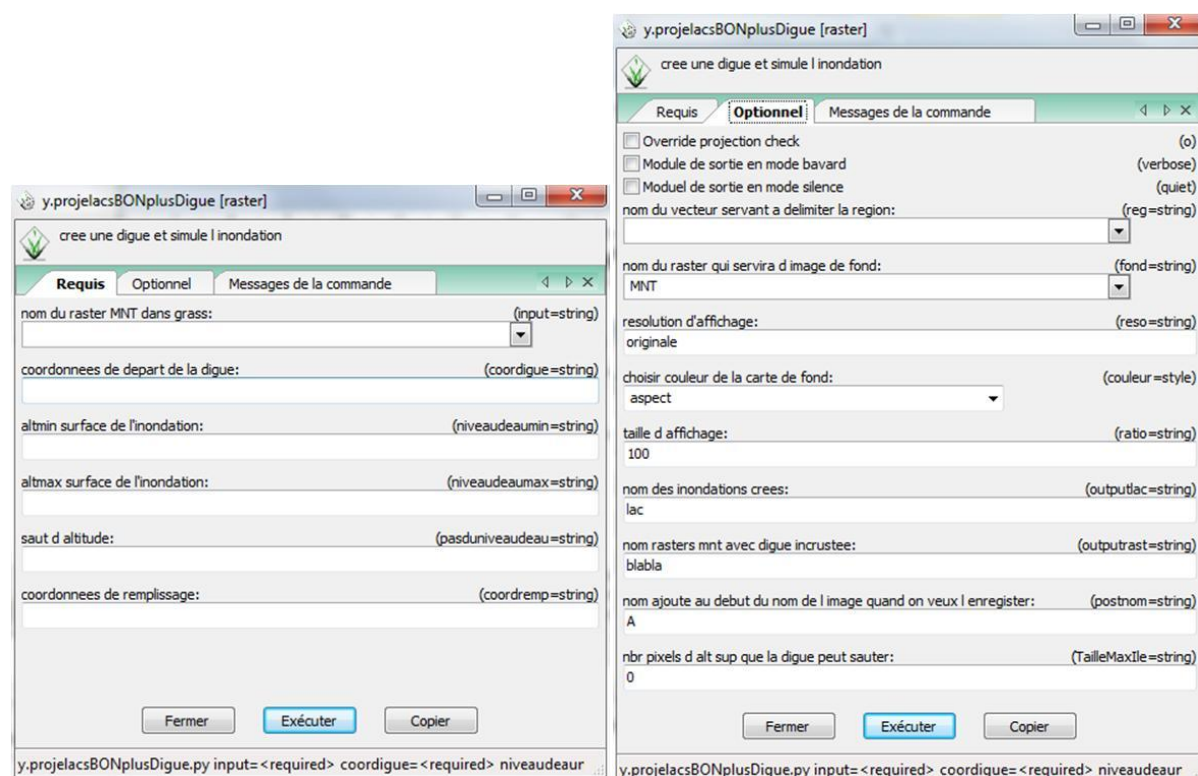 y.projelacsBONplusDigue [raster]
cree une digue et simule l inondation
Requis Optionnel Messages de la commande
nom du raster MNT dans grass: (input=string)
coordonnees de depart de la digue: (coordigue=string)
altmin surface de l'inondation: (niveaudeaumin=string)
altmax surface de l'inondation: (niveaudeaumax=string)
saut d altitude: (pasduniveaudeau=string)
coordonnees de remplissage: (coordremp=string)
Fermer Exécuter Copier
y.projelacsBONplusDigue.py input=<required> coordigue=<required> niveaudeaur
y.projelacsBONplusDigue [raster]
cree une digue et simule l inondation
Requis Optionnel Messages de la commande
Override projection check (o)
Module de sortie en mode bavard (verbose)
Moduel de sortie en mode silence (quiet)
nom du vecteur servant a delimiter la region: (reg=string)
nom du raster qui servira d image de fond: (fond=string)
MNT
resolution d'affichage: (reso=string)
originale
choisir couleur de la carte de fond: (couleur=style)
aspect
taille d affichage: (ratio=string)
100
nom des inondations crees: (outputlac=string)
lac
nom rasters mnt avec digue incrustee: (outputrast=string)
blabla
nom ajoute au debut du nom de l image quand on veux l enregister: (postnom=string)
A
nbr pixels d alt sup que la digue peut sauter: (TailleMaxIle=string)
0
Fermer Exécuter Copier
y.projelacsBONplusDigue.py input=<required> coordigue=<required> niveaudeaur